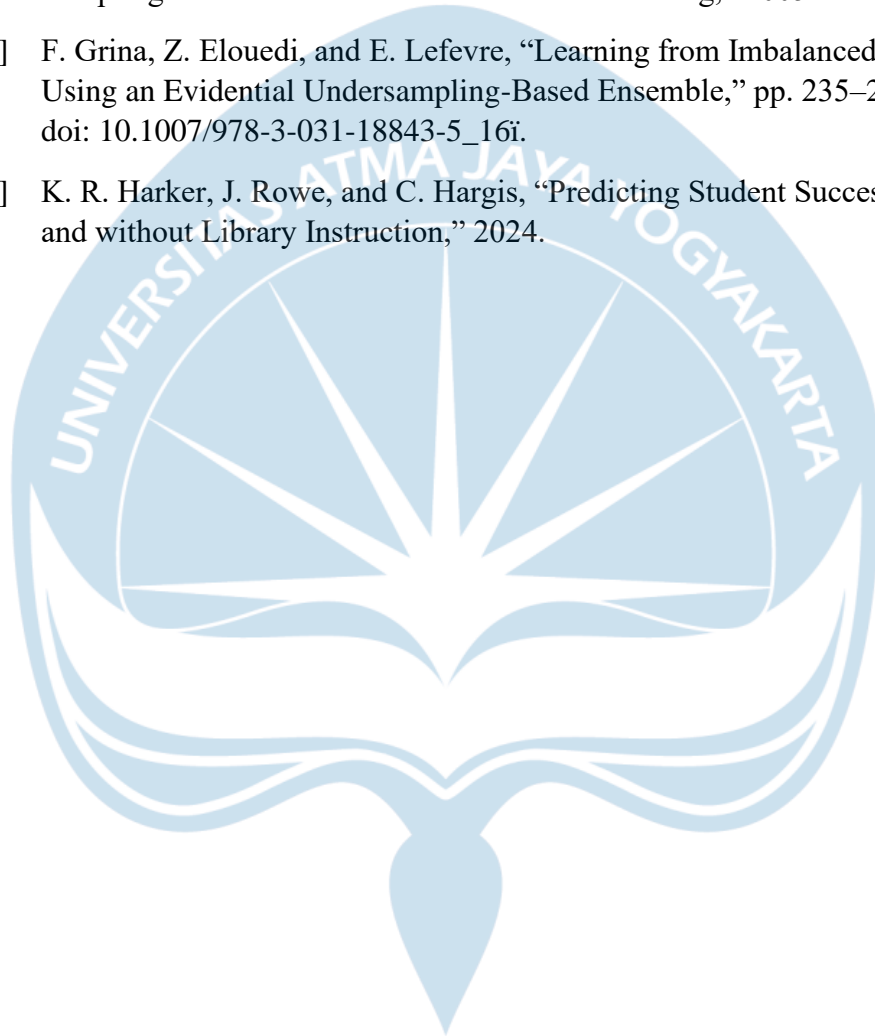 ] F. Grina, Z. Elouedi, and E. Lefevre, “Learning from Imbalanced
Using an Evidential Undersampling-Based Ensemble,” pp. 235–2
doi: 10.1007/978-3-031-18843-5_16ï.
] K. R. Harker, J. Rowe, and C. Hargis, “Predicting Student Succes
and without Library Instruction,” 2024.
UNIVERSITAS ATMA JAYA YOGYAKARTA